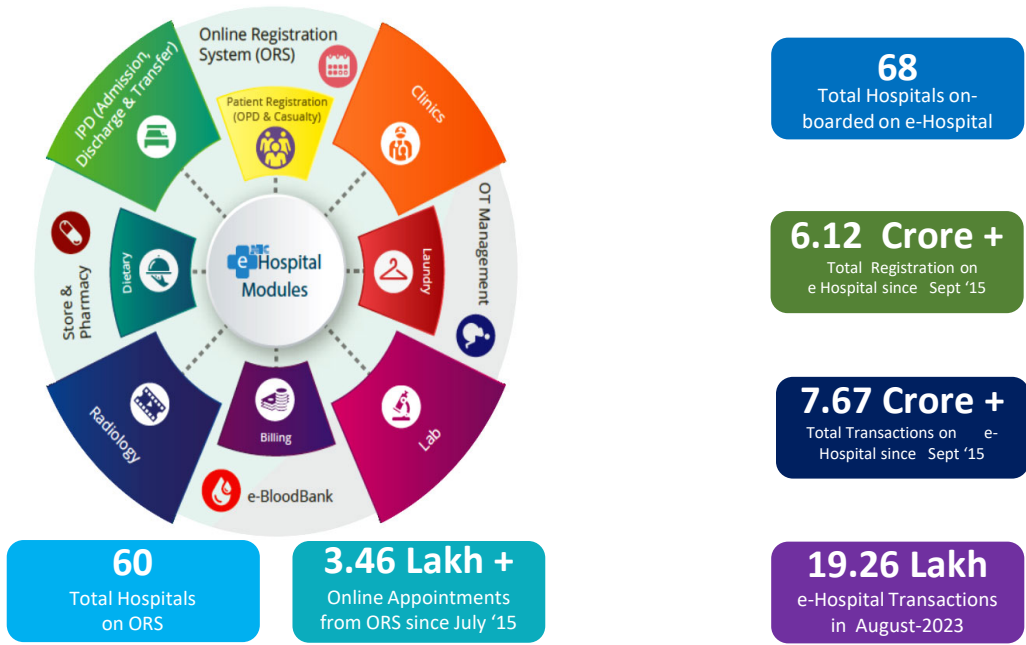 Online Registration
System (ORS)
IPD (Admission,
Discharge & Transfer)
Patient Registration
(OPD & Casualty)
Clinics
OT Management
Laundry
Dietary
Store &
Pharmacy
e Hospital
Modules
Radiology
Billing
Lab
e-BloodBank
60
Total Hospitals
on ORS
3.46 Lakh +
Online Appointments
from ORS since July ‘15
68
Total Hospitals on-
boarded on e-Hospital
6.12 Crore +
Total Registration on
e Hospital since Sept ‘15
7.67 Crore +
Total Transactions on e-
Hospital since Sept ‘15
19.26 Lakh
e-Hospital Transactions
in August-2023